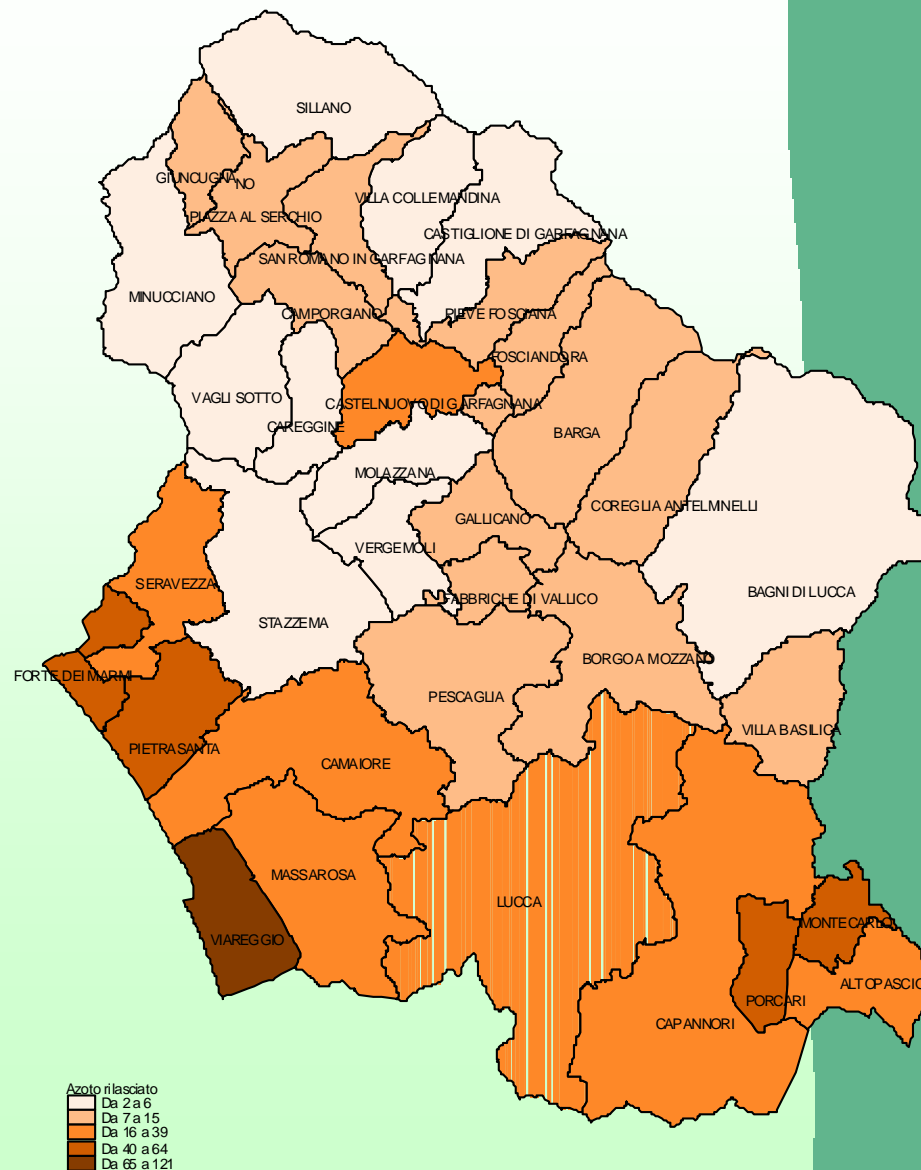 SILLANO
GIUNCUGNANO
VILLA COLLEMANDINA
PIAZZA AL SERCHIO
CASTIGLIONE DI GARFAGNANA
SAN ROMANO IN GARFAGNANA
MINUCCIANO
CAMPORGIANO
PIEVE FOSCIANA
FOSCIANDORA
VAGLI SOTTO
CASTELNUOVO DI GARFAGNANA
CAREGGINE
BARGA
MOLAZZANA
COREGLIA ANTELMINELLI
GALLICANO
VERGEMOLI
SERAVEZZA
BAGNI DI LUCCA
FABBRICHE DI VALLICO
STAZZEMA
BORGO A MOZZANO
FORTE DEI MARMI
PESCAGLIA
VILLA BASILICA
PIETRASANTA
CAMAIORE
MASSAROSA
LUCCA
MONTECARLO
VIAREGGIO
ALTOPASCIO
PORCARI
CAPANNORI
Azoto rilasciato
Da 2 a 6
Da 7 a 15
Da 16 a 39
Da 40 a 64
Da 65 a 121